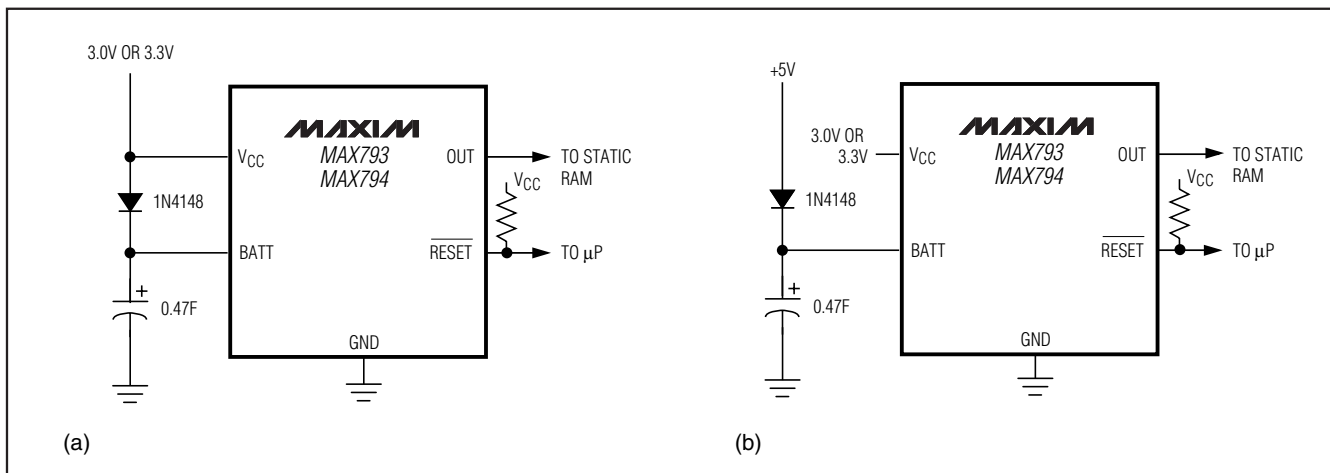 3.0V OR 3.3V
MAXIM
MAX793
MAX794
VCC
OUT
TO STATIC
RAM
VCC
1N4148
BATT
RESET
TO μP
+
0.47F
GND
(a)
+5V
3.0V OR
3.3V
MAXIM
MAX793
MAX794
VCC
OUT
TO STATIC
RAM
VCC
1N4148
BATT
RESET
TO μP
+
0.47F
GND
(b)